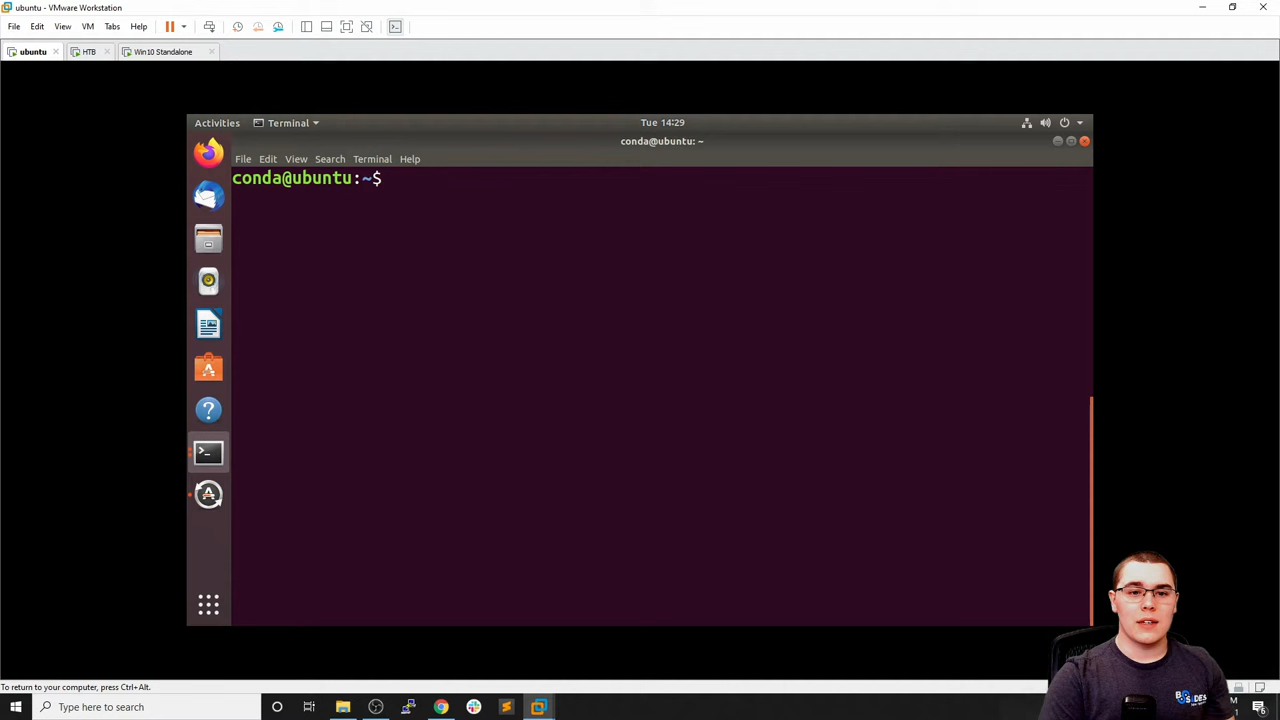 ubuntu - VMware Workstation
File Edit View VM Tabs Help
ubuntu HTB Win10 Standalone
Activities Terminal Tue 14:29
conda@ubuntu: ~
File Edit View Search Terminal Help
conda@ubuntu:~$
To return to your computer, press Ctrl+Alt.
Type here to search
BSIDES
6